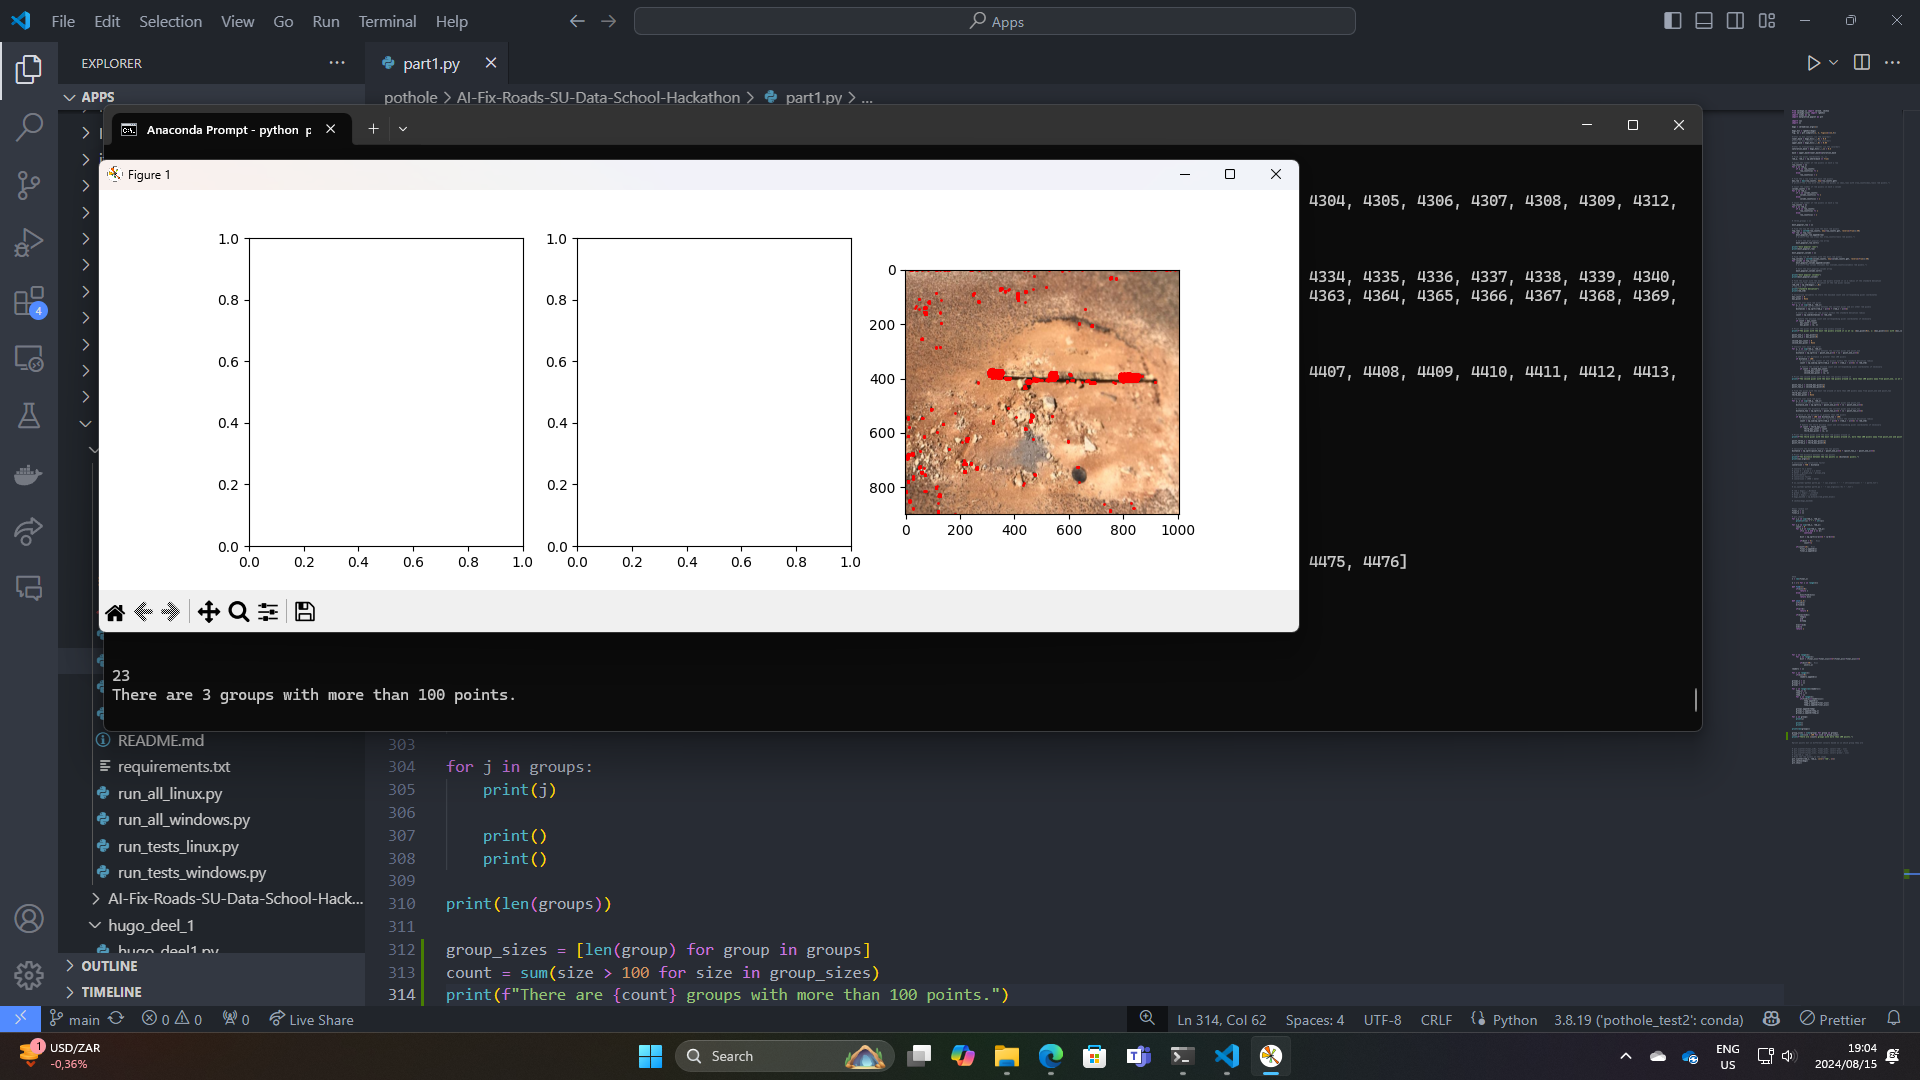 File Edit Selection View Go Run Terminal Help
Apps
EXPLORER
part1.py
APPS
pothole > AI-Fix-Roads-SU-Data-School-Hackathon > part1.py > ...
Anaconda Prompt - python p
Figure 1
4304, 4305, 4306, 4307, 4308, 4309, 4312,
4334, 4335, 4336, 4337, 4338, 4339, 4340,
4363, 4364, 4365, 4366, 4367, 4368, 4369,
4407, 4408, 4409, 4410, 4411, 4412, 4413,
4475, 4476]
1.0
0.8
0.6
0.4
0.2
0.0
0.0 0.2 0.4 0.6 0.8 1.0
1.0
0.8
0.6
0.4
0.2
0.0
0.0 0.2 0.4 0.6 0.8 1.0
0
200
400
600
800
0 200 400 600 800 1000
23
There are 3 groups with more than 100 points.
4
README.md
requirements.txt
run_all_linux.py
run_all_windows.py
run_tests_linux.py
run_tests_windows.py
AI-Fix-Roads-SU-Data-School-Hack...
hugo_deel_1
hugo_deel1.py
OUTLINE
TIMELINE
303
304 for j in groups:
305 print(j)
306
307 print()
308 print()
309
310 print(len(groups))
311
312 group_sizes = [len(group) for group in groups]
313 count = sum(size > 100 for size in group_sizes)
314 print(f"There are {count} groups with more than 100 points.")
main 0 0 0 Live Share
Ln 314, Col 62 Spaces: 4 UTF-8 CRLF Python 3.8.19 ('pothole_test2': conda) Prettier
1
USD/ZAR
-0,36%
Search
ENG
US
19:04
2024/08/15